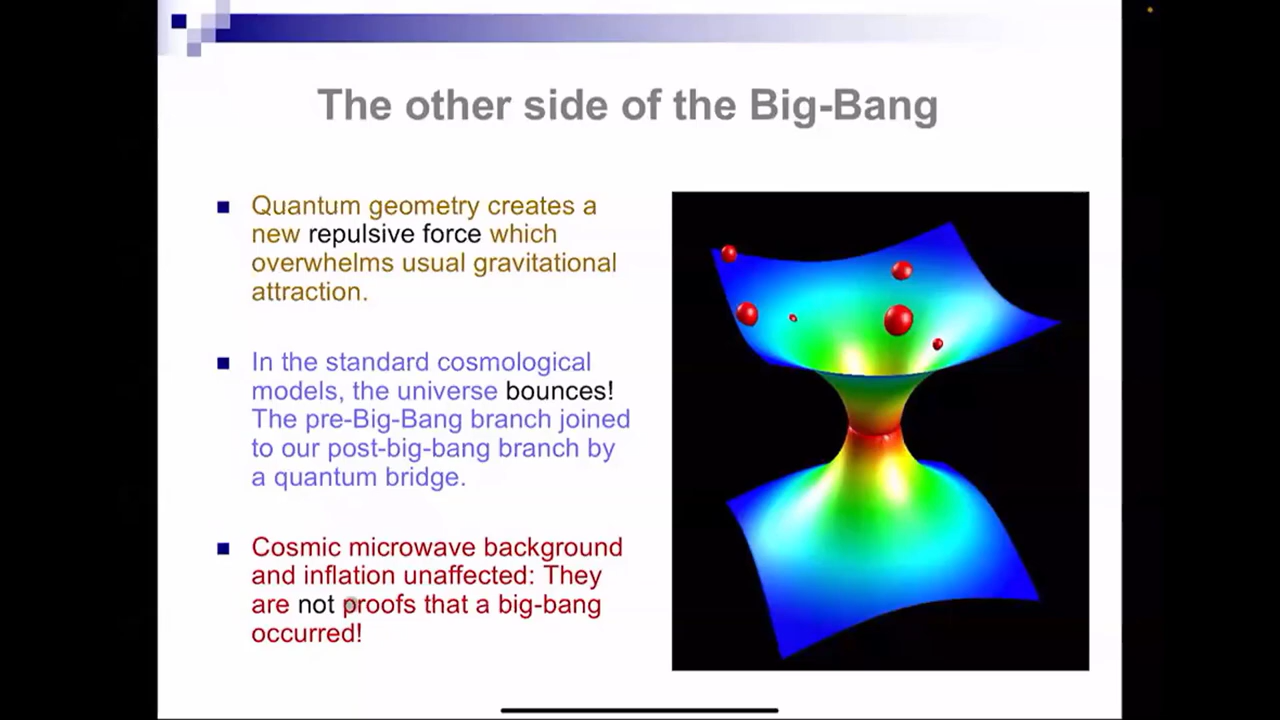 The other side of the Big-Bang
Quantum geometry creates a
new repulsive force which
overwhelms usual gravitational
attraction.
In the standard cosmological
models, the universe bounces!
The pre-Big-Bang branch joined
to our post-big-bang branch by
a quantum bridge.
Cosmic microwave background
and inflation unaffected: They
are not proofs that a big-bang
occurred!